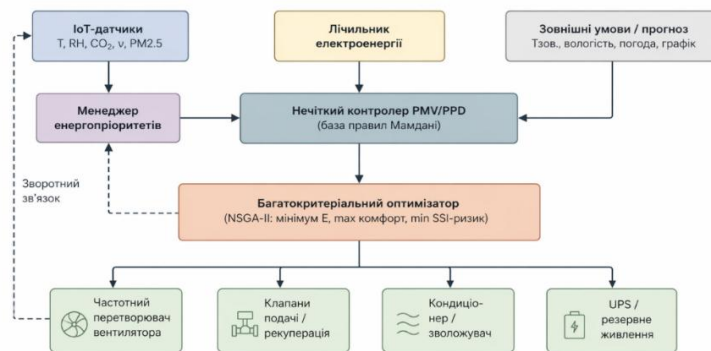 IoT-датчики
T, RH, CO₂, v, PM2.5
Лічильник
електроенергії
Зовнішні умови / прогноз
Тзов., вологість, погода, графік
Менеджер
енергопріоритетів
Нечіткий контролер PMV/PPD
(база правил Мамдані)
Зворотний
зв'язок
Багатокритеріальний оптимізатор
(NSGA-II: мінімум E, max комфорт, min SSI-ризик)
Частотний
перетворювач
вентилятора
Клапани
подачі /
рекуперація
Кондиціо-
нер /
зволожувач
UPS /
резервне
живлення